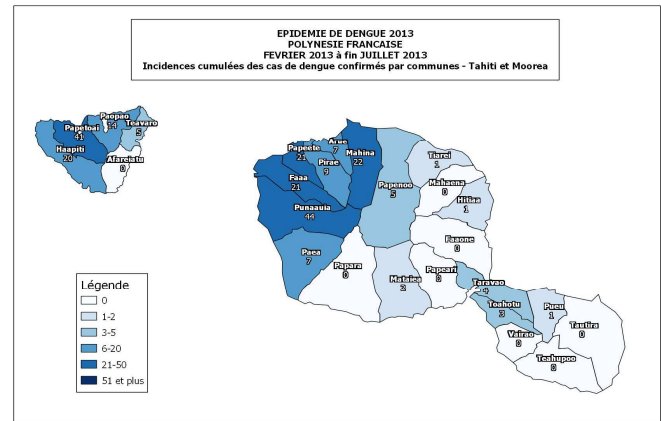 EPIDEMIE DE DENGUE 2013
POLYNESIE FRANCAISE
FEVRIER 2013 à fin JUILLET 2013
Incidences cumulées des cas de dengue confirmés par communes - Tahiti et Moorea
Paopao
14
Teavaro
5
Papetoai
41
Haapiti
20
Afareiatu
0
Arue
7
Papeete
21
Pirae
9
Mahina
22
Faaa
21
Punaauia
44
Paea
7
Papenoo
5
Tiarei
1
Mahaena
0
Hitiaa
1
Faaone
0
Papara
0
Mataiea
2
Papeari
0
Taravao
4
Toahotu
3
Pueu
1
Tautira
0
Vairao
0
Teahupoo
0
Légende
0
1-2
3-5
6-20
21-50
51 et plus